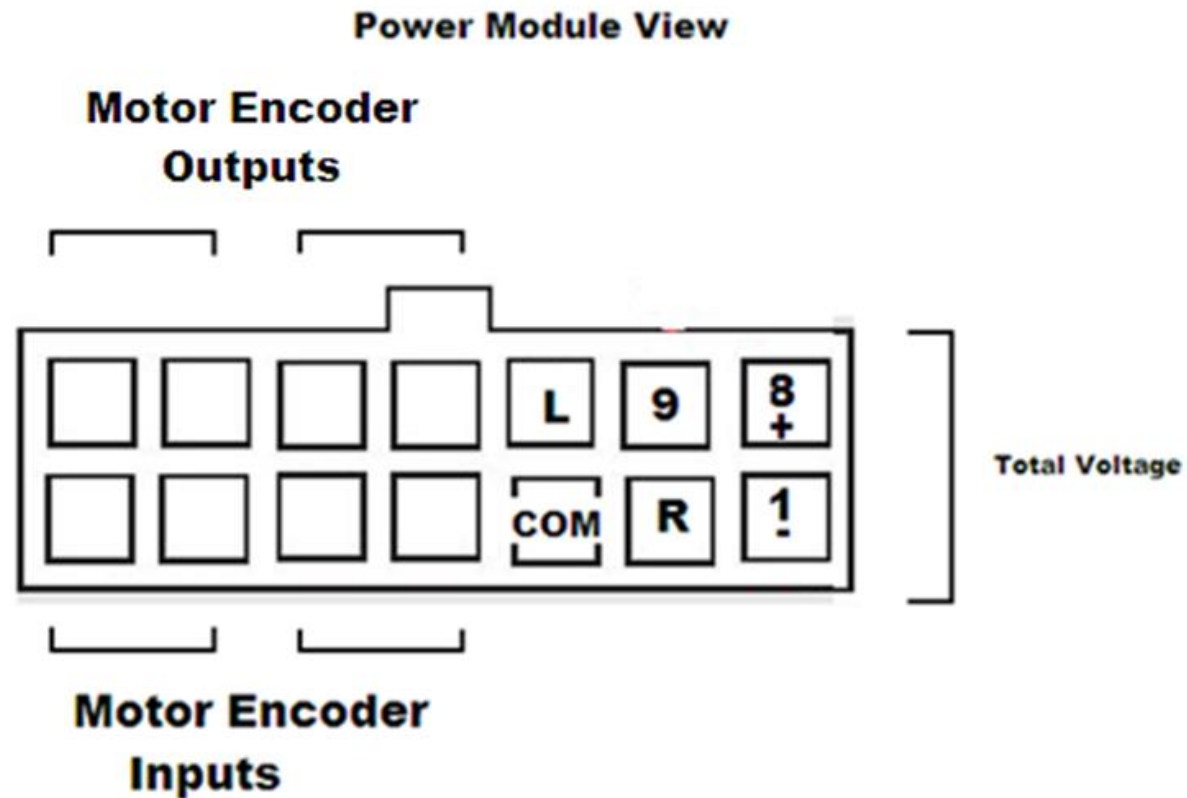 Power Module View
Motor Encoder
Outputs
L
9
8
+
Total Voltage
COM
R
1
-
Motor Encoder
Inputs